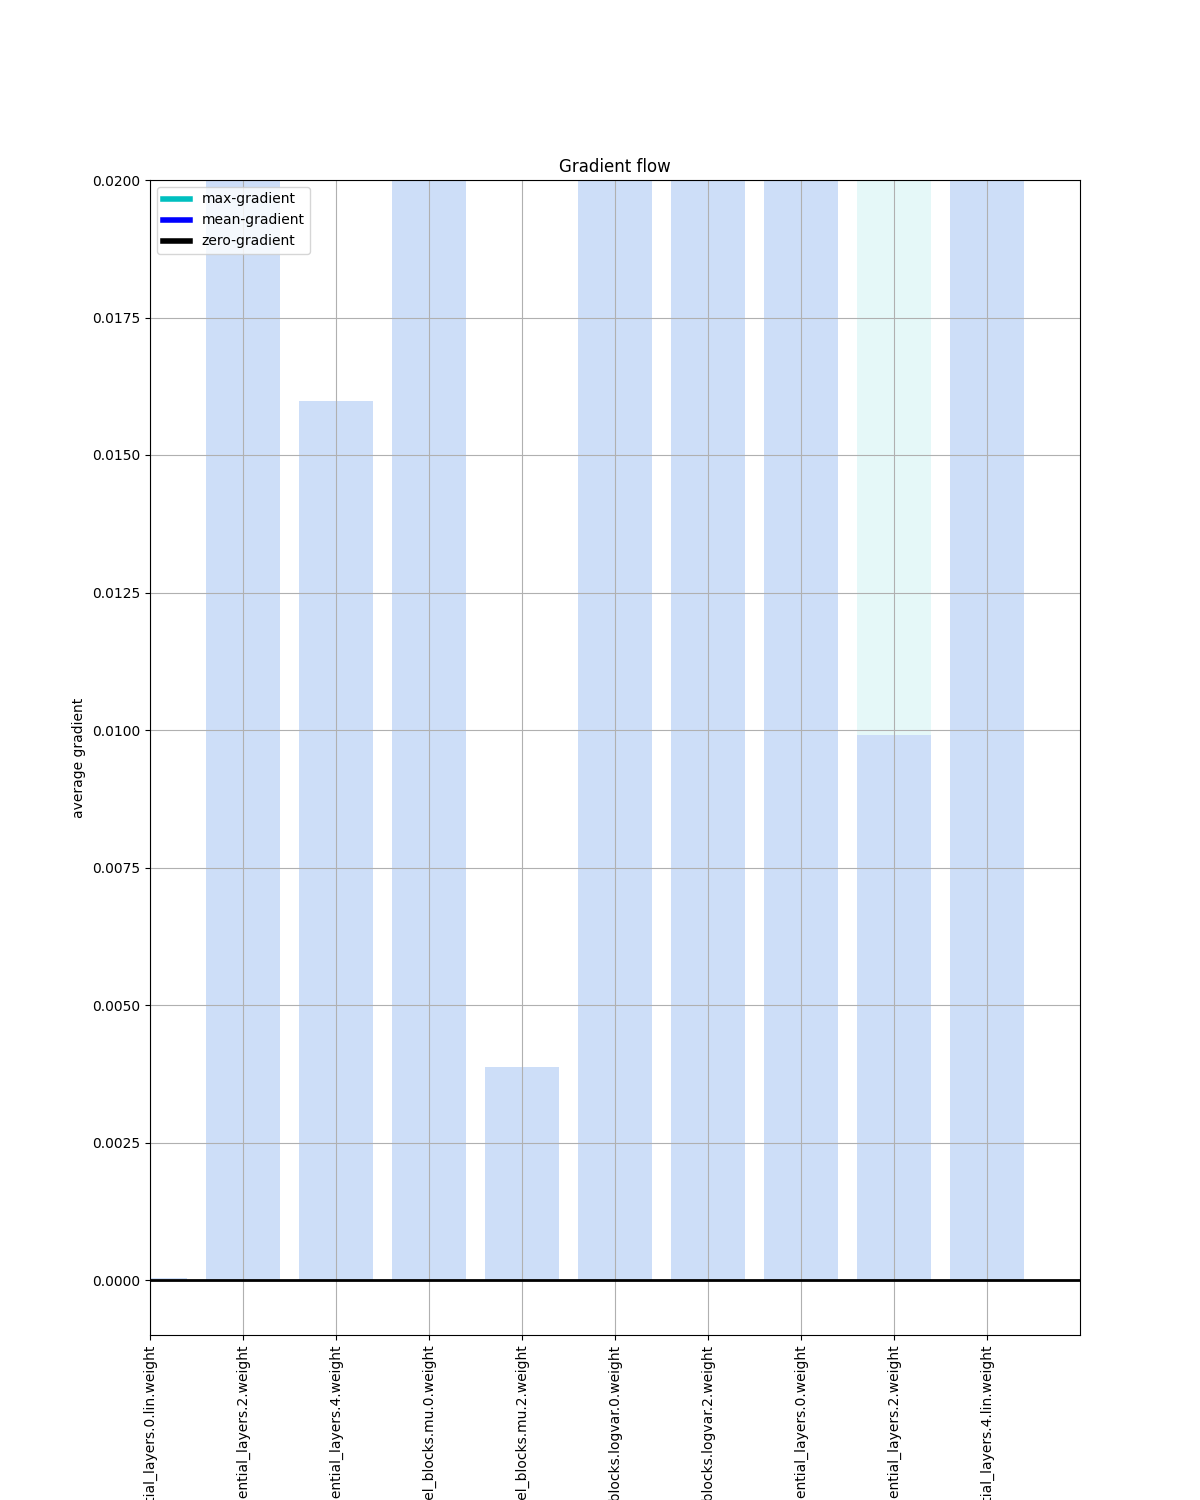 Gradient flow
max-gradient
mean-gradient
zero-gradient
0.0200
0.0175
0.0150
0.0125
0.0100
0.0075
0.0050
0.0025
0.0000
average gradient
tial_layers.0.lin.weight
ential_layers.2.weight
ential_layers.4.weight
el_blocks.mu.0.weight
el_blocks.mu.2.weight
blocks.logvar.0.weight
blocks.logvar.2.weight
ential_layers.0.weight
ential_layers.2.weight
tial_layers.4.lin.weight